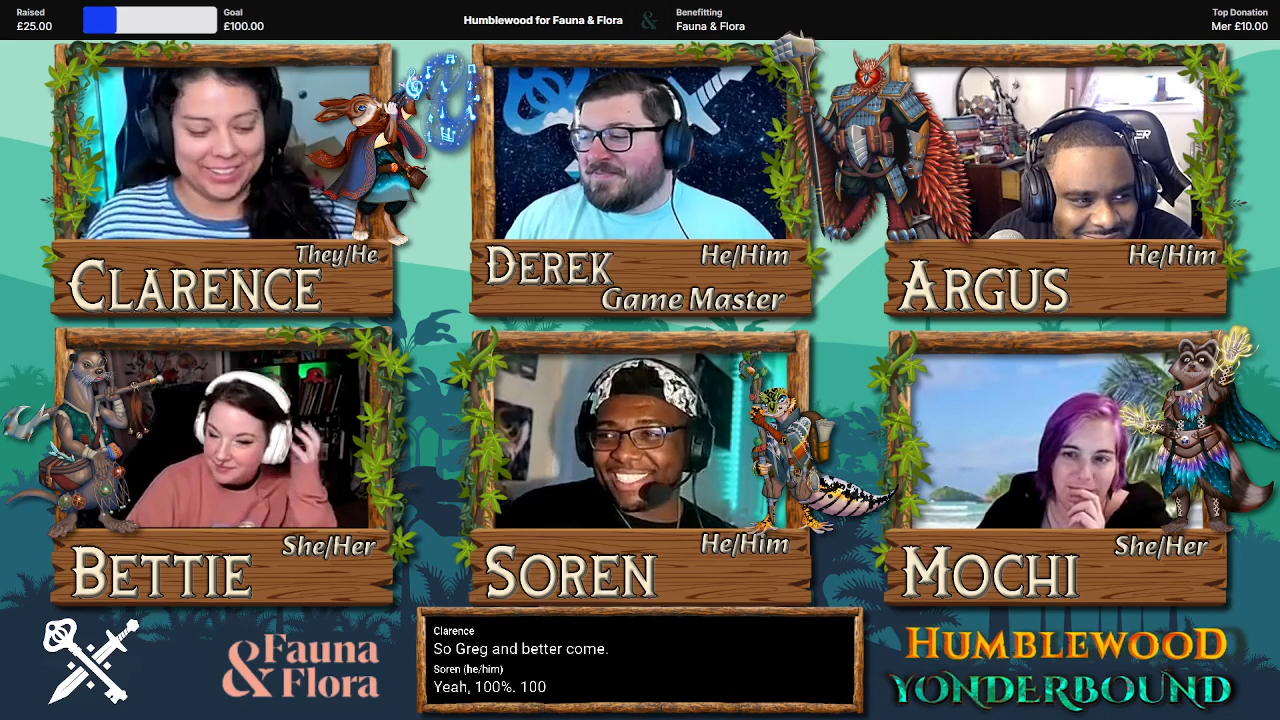 Raised
£25.00
Goal
£100.00
Humblewood for Fauna & Flora
&
Benefitting
Fauna & Flora
Top Donation
Mer £10.00
They/He
CLARENCE
He/Him
DEREK
Game Master
He/Him
ARGUS
She/Her
BETTIE
He/Him
SOREN
She/Her
MOCHI
Fauna
& Flora
Clarence
So Greg and better come.
Soren (he/him)
Yeah, 100%. 100
HUMBLEWOOD
YONDERBOUND